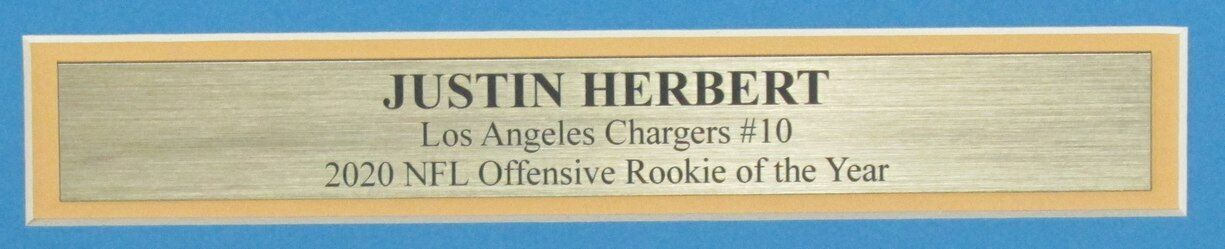 JUSTIN HERBERT
Los Angeles Chargers #10
2020 NFL Offensive Rookie of the Year